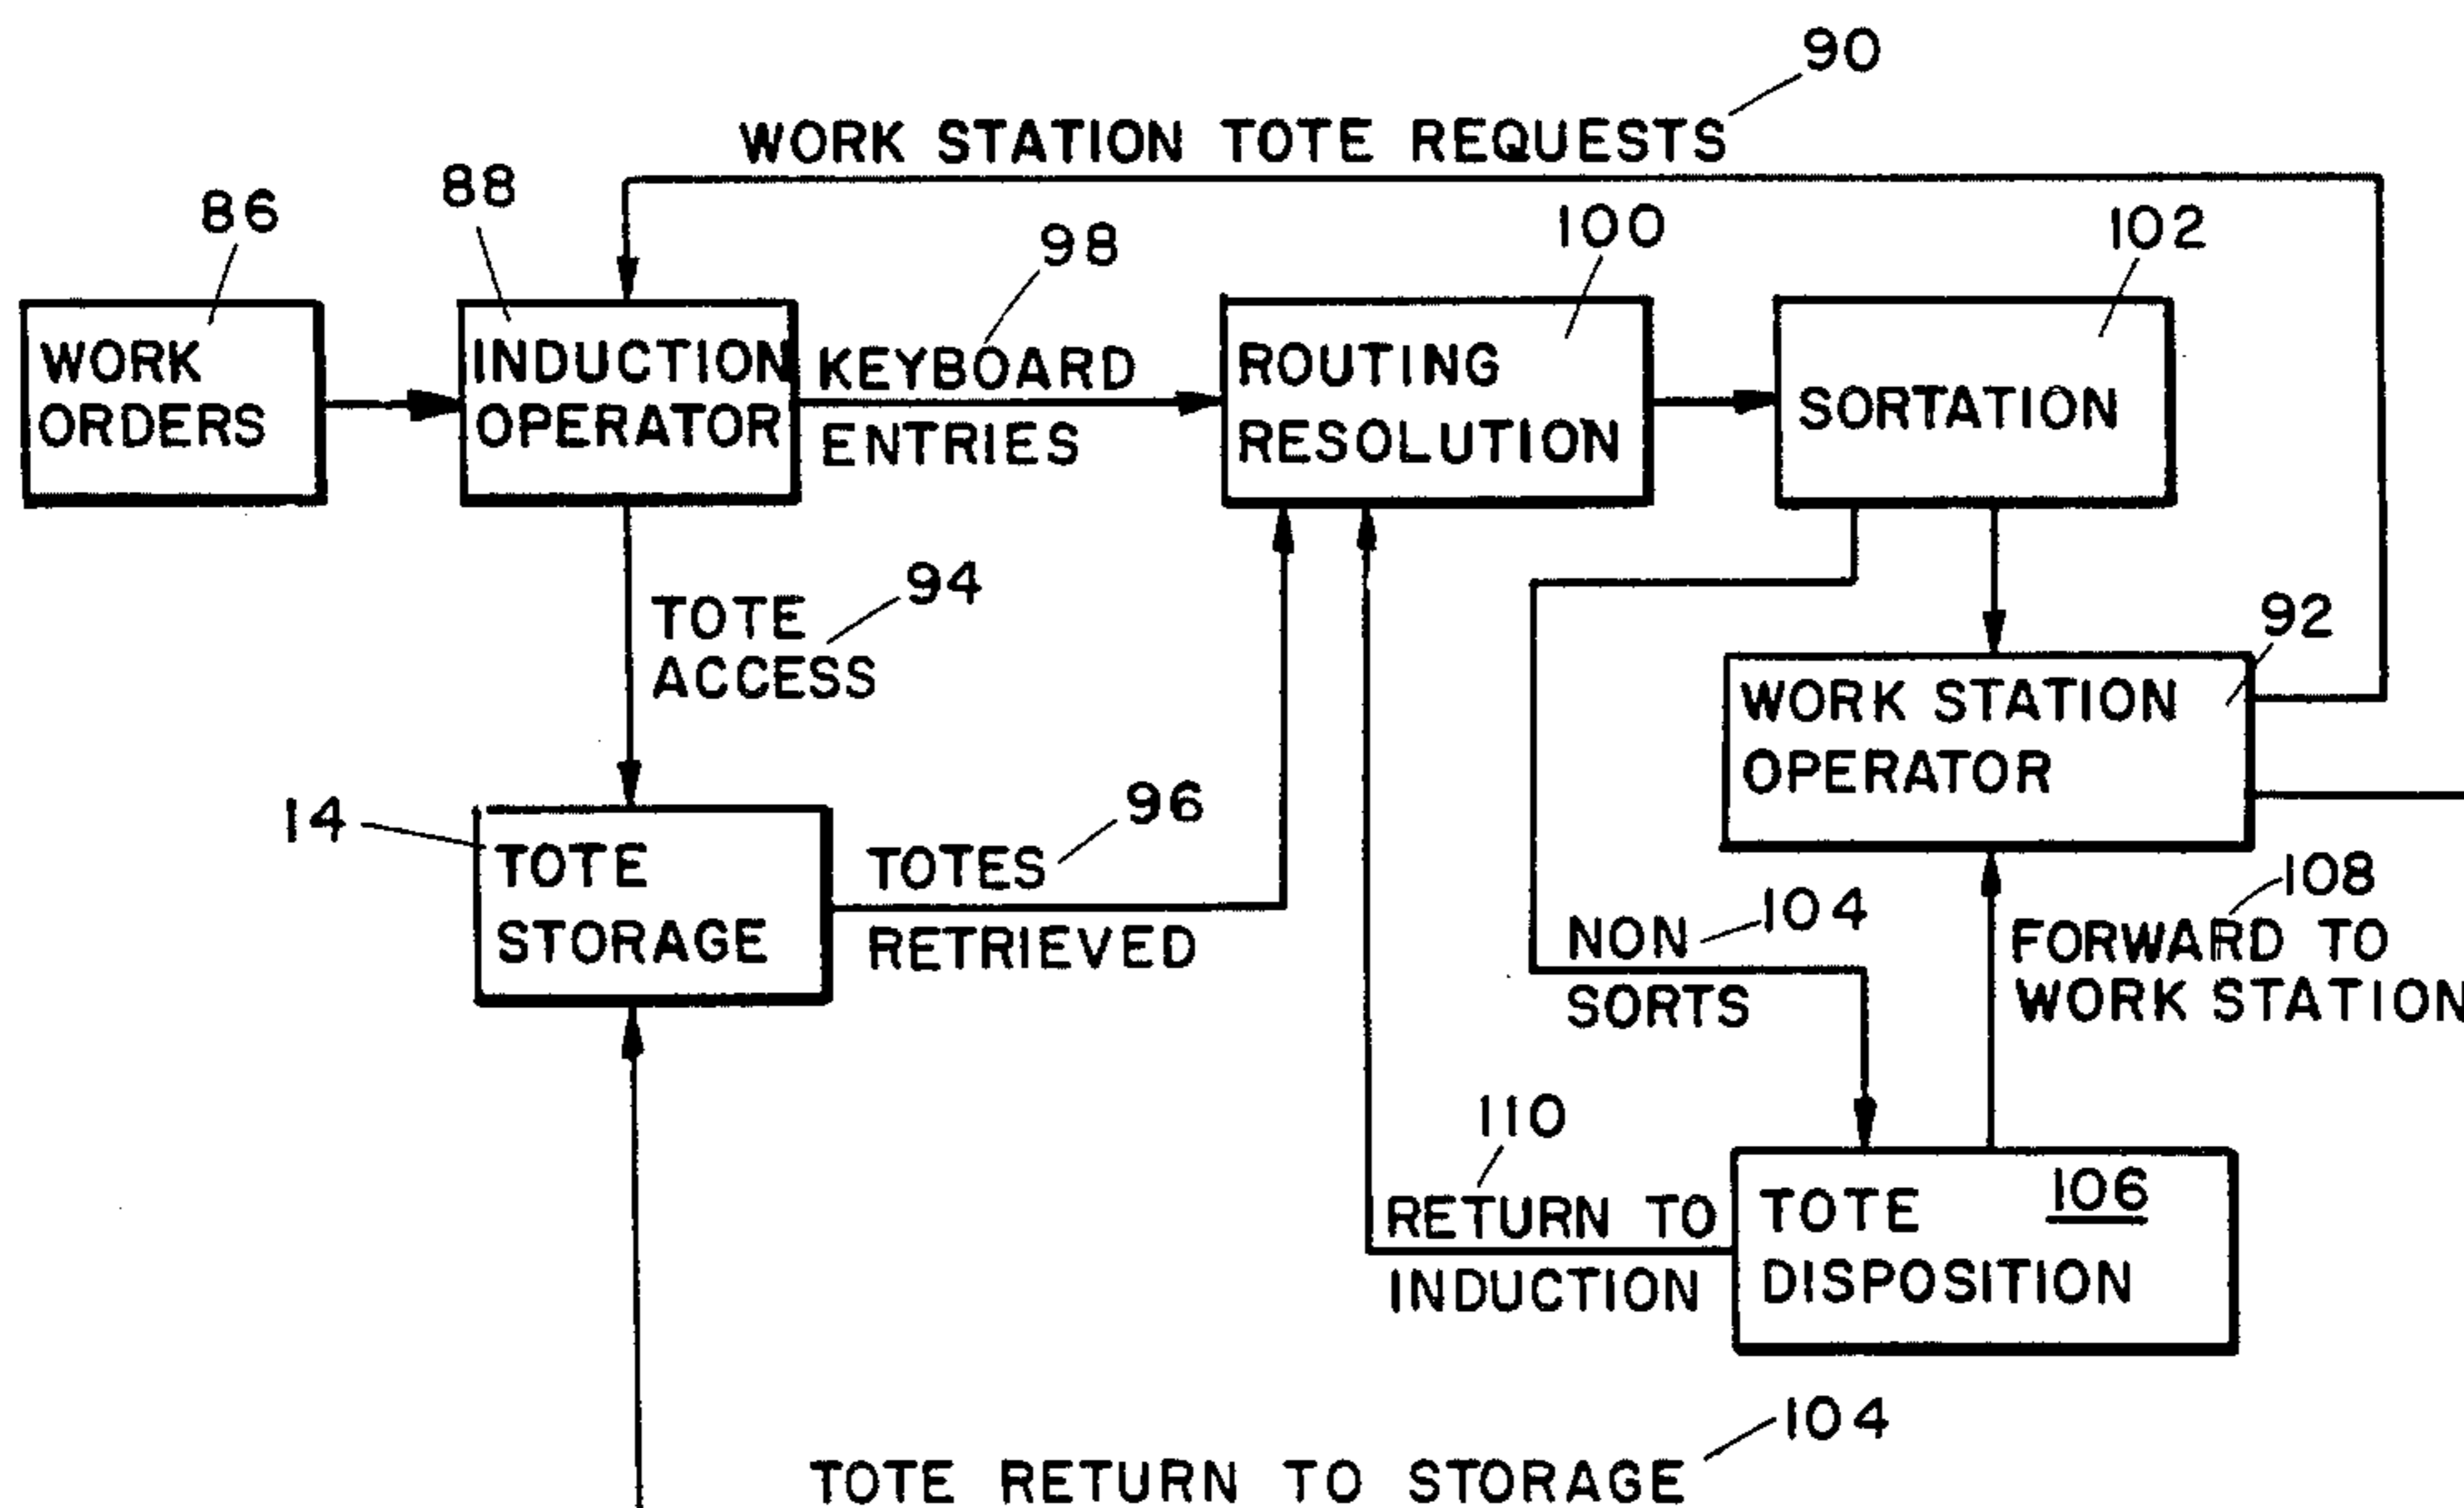 90
WORK STATION TOTE REQUESTS
86
88
98
100
102
WORK
ORDERS
INDUCTION
OPERATOR
KEYBOARD
ENTRIES
ROUTING
RESOLUTION
SORTATION
94
TOTE
ACCESS
92
WORK STATION
OPERATOR
14
TOTE
STORAGE
96
TOTES
RETRIEVED
NON
SORTS
104
108
FORWARD TO
WORK STATION
110
RETURN TO
INDUCTION
TOTE
DISPOSITION
106
104
TOTE RETURN TO STORAGE